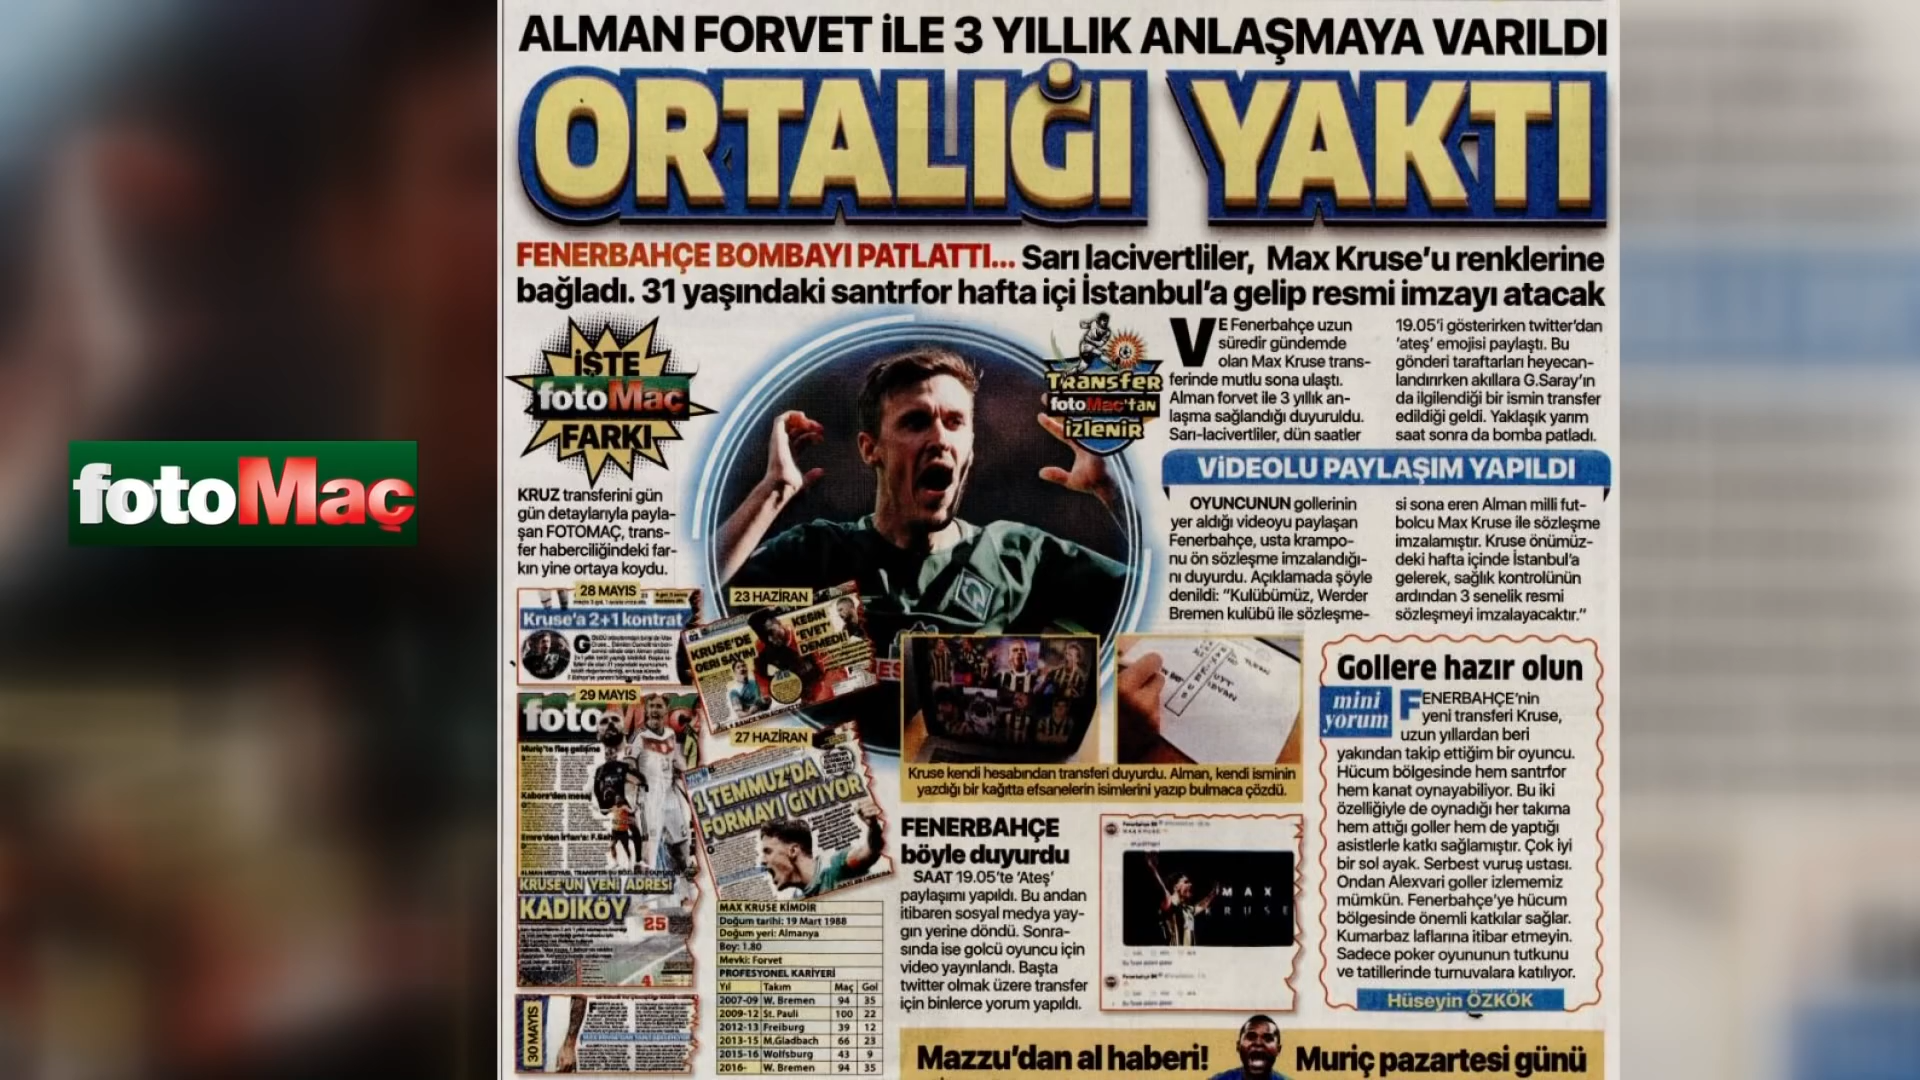 ALMAN FORVET İLE 3 YILLIK ANLAŞMAYA VARILDI
ORTALIĞI YAKTI
FENERBAHÇE BOMBAYI PATLATTI... Sarı lacivertliler, Max Kruse'u renklerine
bağladı. 31 yaşındaki santrfor hafta içi İstanbul'a gelip resmi imzayı atacak
fotoMaç
İŞTE
fotoMaç
FARKI
KRUZ transferini gün
gün detaylarıyla payla-
şan FOTOMAÇ, trans-
fer haberciliğindeki far-
kın yine ortaya koydu.
TRANSFER
fotoMaç'tan
İZLENİR
VE Fenerbahçe uzun
süredir gündemde
olan Max Kruse trans-
ferinde mutlu sona ulaştı.
Alman forvet ile 3 yıllık an-
laşma sağlandığı duyuruldu.
Sarı-lacivertliler, dün saatler
19.05'i gösterirken twitter'dan
'ateş' emojisi paylaştı. Bu
gönderi taraftarları heyecan-
landırırken akıllara G.Saray'ın
da ilgilendiği bir ismin transfer
edildiği geldi. Yaklaşık yarım
saat sonra da bomba patladı.
VİDEOLU PAYLAŞIM YAPILDI
OYUNCUNUN gollerinin
yer aldığı videoyu paylaşan
Fenerbahçe, usta krampo-
nu ön sözleşme imzalandığı-
nı duyurdu. Açıklamada şöyle
denildi: "Kulübümüz, Werder
Bremen kulübü ile sözleşme-
si sona eren Alman milli fut-
bolcu Max Kruse ile sözleşme
imzalamıştır. Kruse önümüz-
deki hafta içinde İstanbul'a
gelerek, sağlık kontrolünün
ardından 3 senelik resmi
sözleşmeyi imzalayacaktır."
28 MAYIS
Kruse'a 2+1 kontrat
23 HAZİRAN
KRUSE'DE
GERİ SAYIM
KESİN
'EVET'
DEMEDİ!
29 MAYIS
foto
Muriç'te flaş gelişme
KRUSE'UN YENİ ADRESİ
KADIKÖY
25
27 HAZİRAN
1 TEMMUZ'DA
FORMAYI GİYİYOR
30 MAYIS
MAX KRUSE KİMDİR
Doğum tarihi: 19 Mart 1988
Doğum yeri: Almanya
Boy: 1.80
Mevki: Forvet
PROFESYONEL KARİYERİ
Yıl Takım Maç Gol
2007-09 W. Bremen 94 35
2009-12 St. Pauli 100 22
2012-13 Freiburg 39 12
2013-15 M.Gladbach 66 23
2015-16 Wolfsburg 43 9
2016- W. Bremen 94 35
Kruse kendi hesabından transferi duyurdu. Alman, kendi isminin
yazdığı bir kağıtta efsanelerin isimlerini yazıp bulmaca çözdü.
FENERBAHÇE
böyle duyurdu
SAAT 19.05'te 'Ateş'
paylaşımı yapıldı. Bu andan
itibaren sosyal medya yay-
gın yerine döndü. Sonra-
sında ise golcü oyuncu için
video yayınlandı. Başta
twitter olmak üzere transfer
için binlerce yorum yapıldı.
MAX
KRUSE
Gollere hazır olun
mini
yorum
FENERBAHÇE'nin
yeni transferi Kruse,
uzun yıllardan beri
yakından takip ettiğim bir oyuncu.
Hücum bölgesinde hem santrfor
hem kanat oynayabiliyor. Bu iki
özelliğiyle de oynadığı her takıma
hem attığı goller hem de yaptığı
asistlerle katkı sağlamıştır. Çok iyi
bir sol ayak. Serbest vuruş ustası.
Ondan Alexvari goller izlememiz
mümkün. Fenerbahçe'ye hücum
bölgesinde önemli katkılar sağlar.
Kumarbaz laflarına itibar etmeyin.
Sadece poker oyununun tutkunu
ve tatillerinde turnuvalara katılıyor.
Hüseyin ÖZKÖK
Mazzu'dan al haberi!
Muriç pazartesi günü